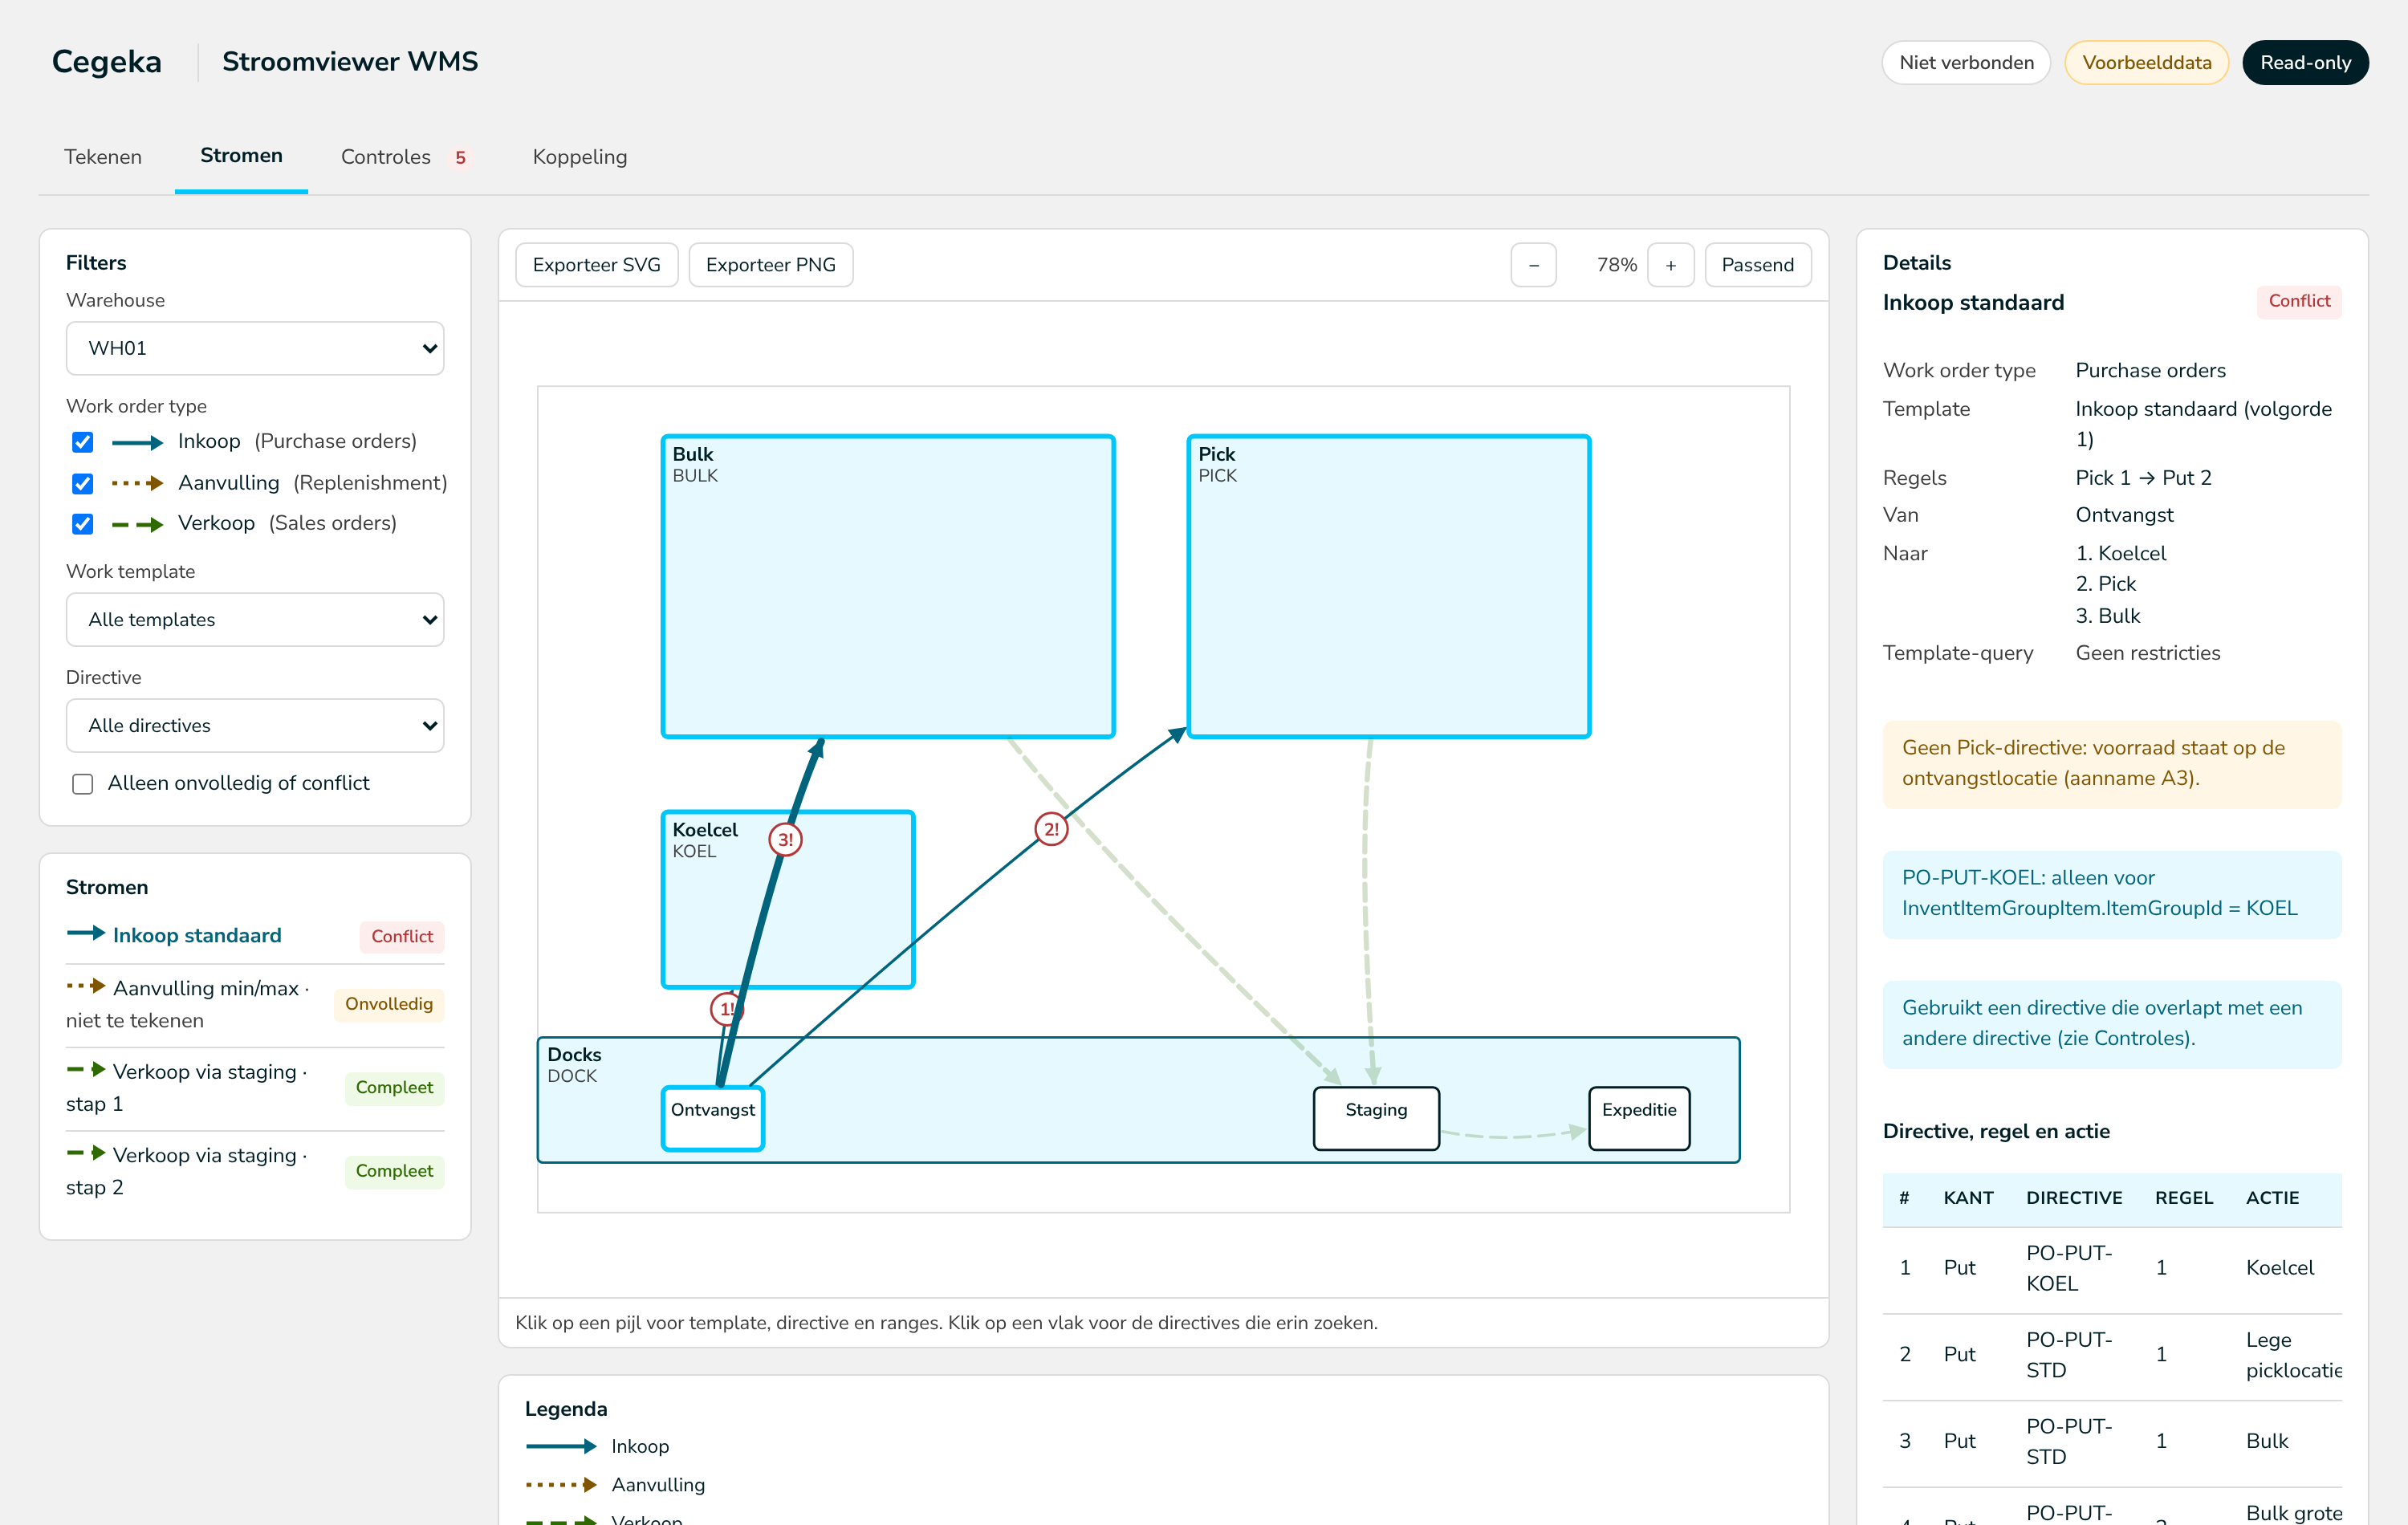 Cegeka
Stroomviewer WMS
Niet verbonden
Voorbeelddata
Read-only
Tekenen
Stromen
Controles 5
Koppeling
Filters
Warehouse
WH01
Work order type
Inkoop (Purchase orders)
Aanvulling (Replenishment)
Verkoop (Sales orders)
Work template
Alle templates
Directive
Alle directives
Alleen onvolledig of conflict
Stromen
Inkoop standaard
Conflict
Aanvulling min/max ·
niet te tekenen
Onvolledig
Verkoop via staging ·
stap 1
Compleet
Verkoop via staging ·
stap 2
Compleet
Exporteer SVG
Exporteer PNG
−
78%
+
Passend
Bulk
BULK
Pick
PICK
Koelcel
KOEL
3!
2!
1!
Docks
DOCK
Ontvangst
Staging
Expeditie
Klik op een pijl voor template, directive en ranges. Klik op een vlak voor de directives die erin zoeken.
Legenda
Inkoop
Aanvulling
Verkoop
Details
Inkoop standaard
Conflict
Work order type Purchase orders
Template Inkoop standaard (volgorde
1)
Regels Pick 1 → Put 2
Van Ontvangst
Naar 1. Koelcel
2. Pick
3. Bulk
Template-query Geen restricties
Geen Pick-directive: voorraad staat op de
ontvangstlocatie (aanname A3).
PO-PUT-KOEL: alleen voor
InventItemGroupItem.ItemGroupId = KOEL
Gebruikt een directive die overlapt met een
andere directive (zie Controles).
Directive, regel en actie
# KANT DIRECTIVE REGEL ACTIE
1 Put PO-PUT-
KOEL 1 Koelcel
2 Put PO-PUT-
STD 1 Lege
picklocatie
3 Put PO-PUT-
STD 1 Bulk
PO-PUT- Bulk grote